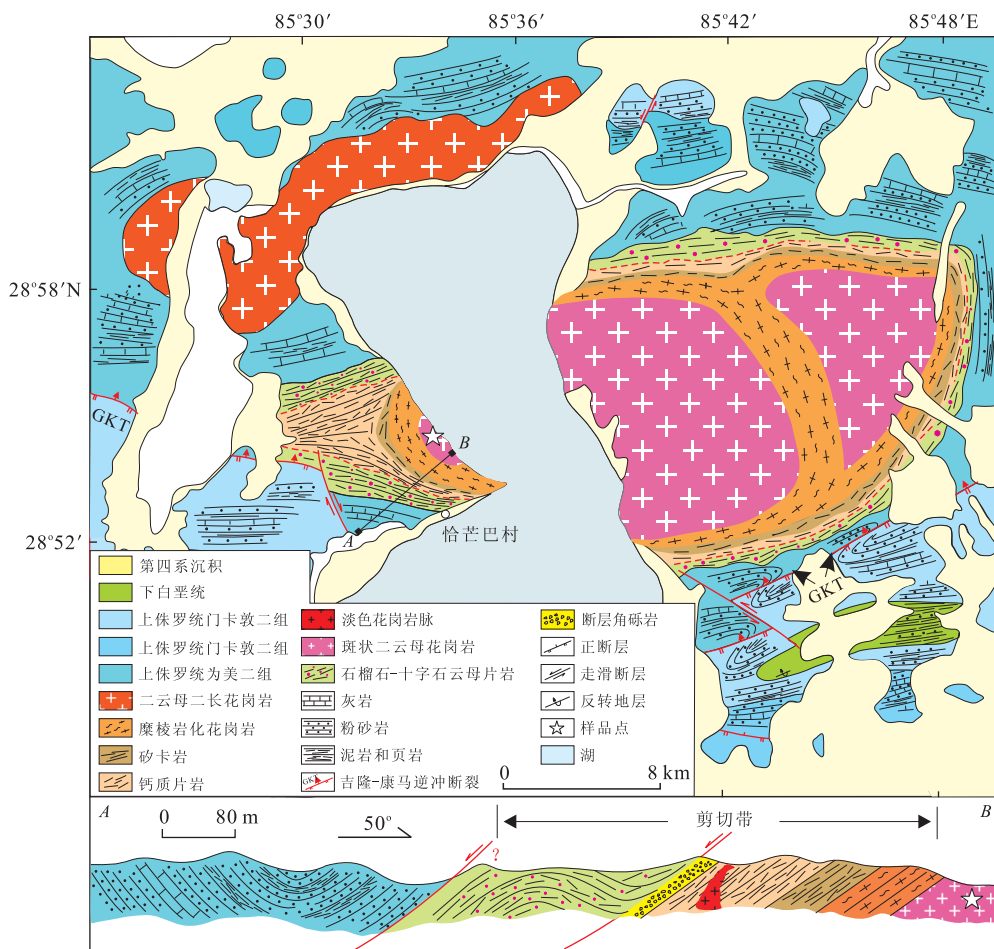 85°30′
85°36′
85°42′
85°48′E
28°58′N
GKT
B
A
恰芒巴村
28°52′
GKT
第四系沉积
下白垩统
上侏罗统门卡敦二组
上侏罗统门卡敦二组
上侏罗统为美二组
二云母二长花岗岩
糜棱岩化花岗岩
矽卡岩
钙质片岩
淡色花岗岩脉
斑状二云母花岗岩
石榴石-十字石云母片岩
灰岩
粉砂岩
泥岩和页岩
GKT
吉隆-康马逆冲断裂
断层角砾岩
正断层
走滑断层
反转地层
样品点
湖
0 8 km
A
0 80 m
50°
剪切带
B
?